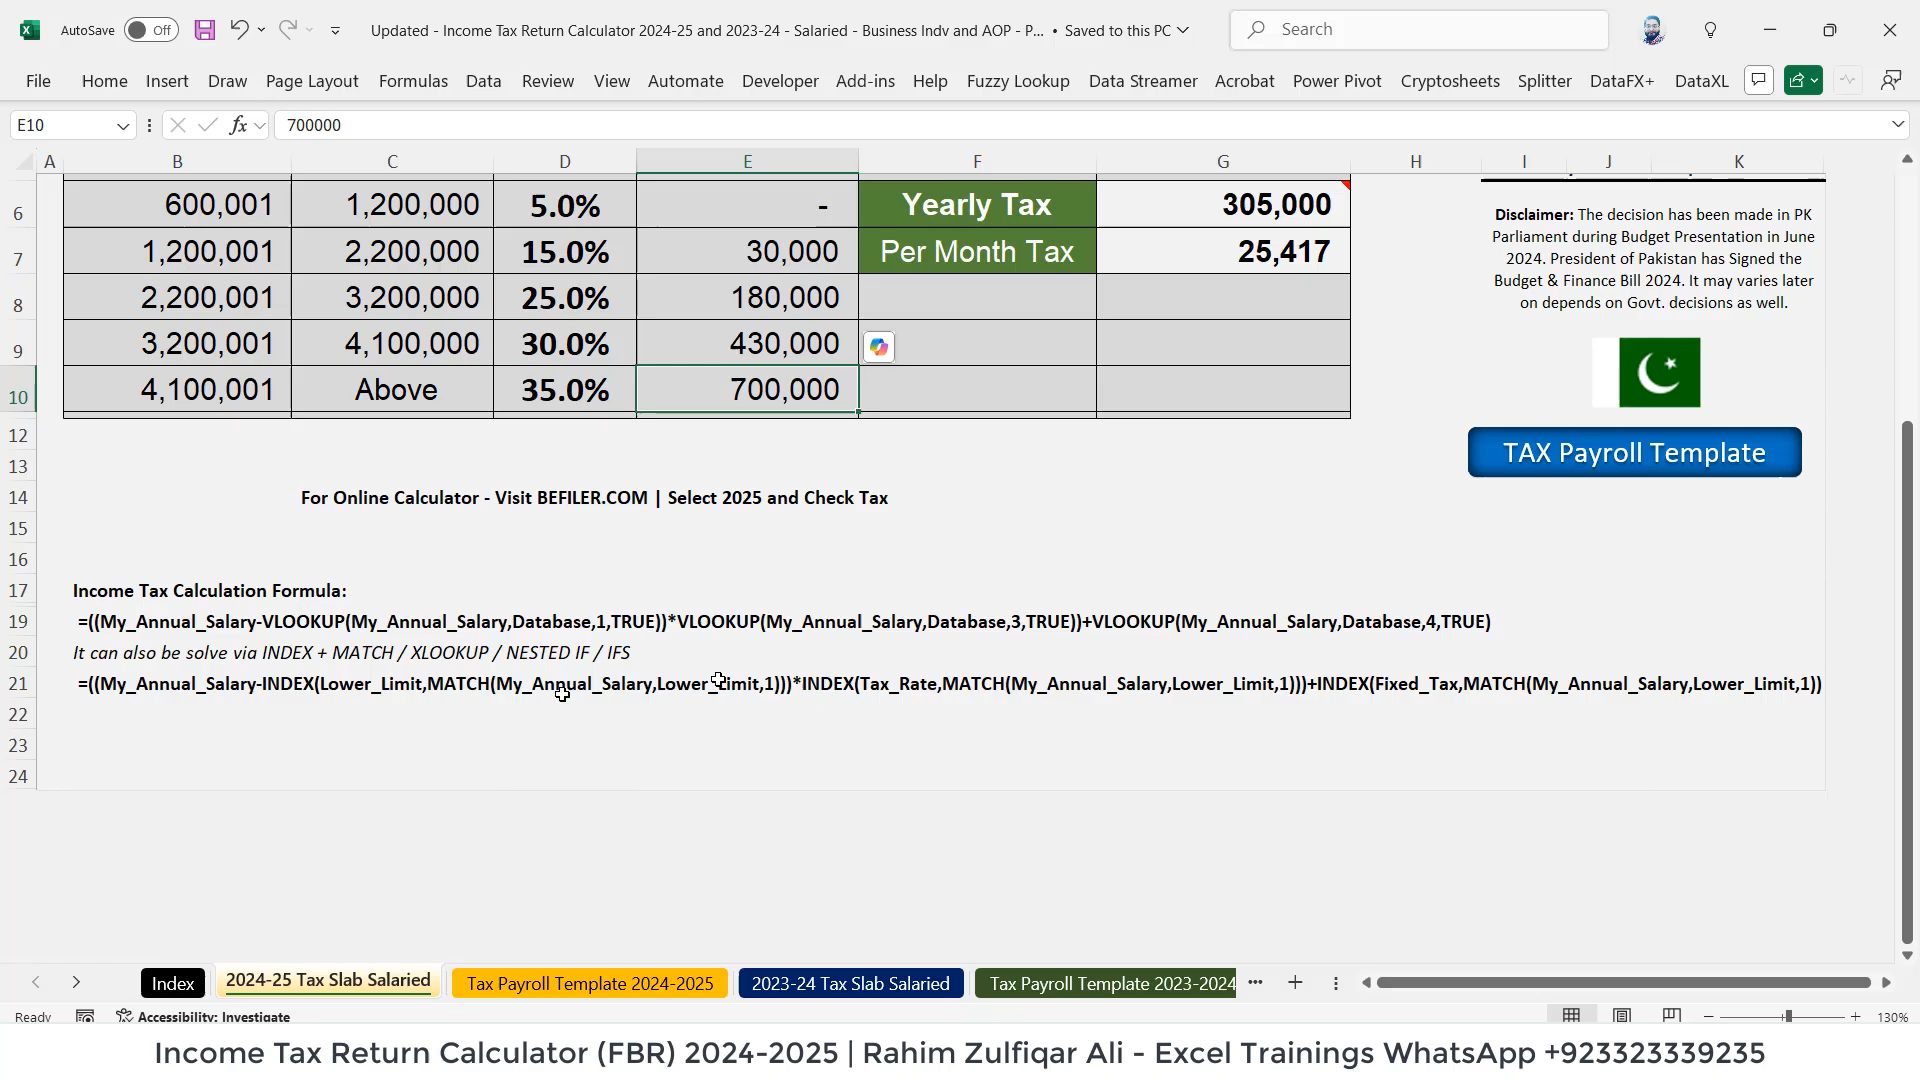 AutoSave Off Updated - Income Tax Return Calculator 2024-25 and 2023-24 - Salaried - Business Indv and AOP - P... • Saved to this PC Search
File Home Insert Draw Page Layout Formulas Data Review View Automate Developer Add-ins Help Fuzzy Lookup Data Streamer Acrobat Power Pivot Cryptosheets Splitter DataFX+ DataXL
E10 fx 700000
A B C D E F G H I J K
6 600,001 1,200,000 5.0% - Yearly Tax 305,000
7 1,200,001 2,200,000 15.0% 30,000 Per Month Tax 25,417
8 2,200,001 3,200,000 25.0% 180,000
9 3,200,001 4,100,000 30.0% 430,000
10 4,100,001 Above 35.0% 700,000
Disclaimer: The decision has been made in PK
Parliament during Budget Presentation in June
2024. President of Pakistan has Signed the
Budget & Finance Bill 2024. It may varies later
on depends on Govt. decisions as well.
TAX Payroll Template
12
13
14 For Online Calculator - Visit BEFILER.COM | Select 2025 and Check Tax
15
16
17 Income Tax Calculation Formula:
19 =((My_Annual_Salary-VLOOKUP(My_Annual_Salary,Database,1,TRUE))*VLOOKUP(My_Annual_Salary,Database,3,TRUE))+VLOOKUP(My_Annual_Salary,Database,4,TRUE)
20 It can also be solve via INDEX + MATCH / XLOOKUP / NESTED IF / IFS
21 =((My_Annual_Salary-INDEX(Lower_Limit,MATCH(My_Annual_Salary,Lower_Limit,1)))*INDEX(Tax_Rate,MATCH(My_Annual_Salary,Lower_Limit,1)))+INDEX(Fixed_Tax,MATCH(My_Annual_Salary,Lower_Limit,1))
22
23
24
Index 2024-25 Tax Slab Salaried Tax Payroll Template 2024-2025 2023-24 Tax Slab Salaried Tax Payroll Template 2023-2024
Ready Accessibility: Investigate 130%
Income Tax Return Calculator (FBR) 2024-2025 | Rahim Zulfiqar Ali - Excel Trainings WhatsApp +923323339235